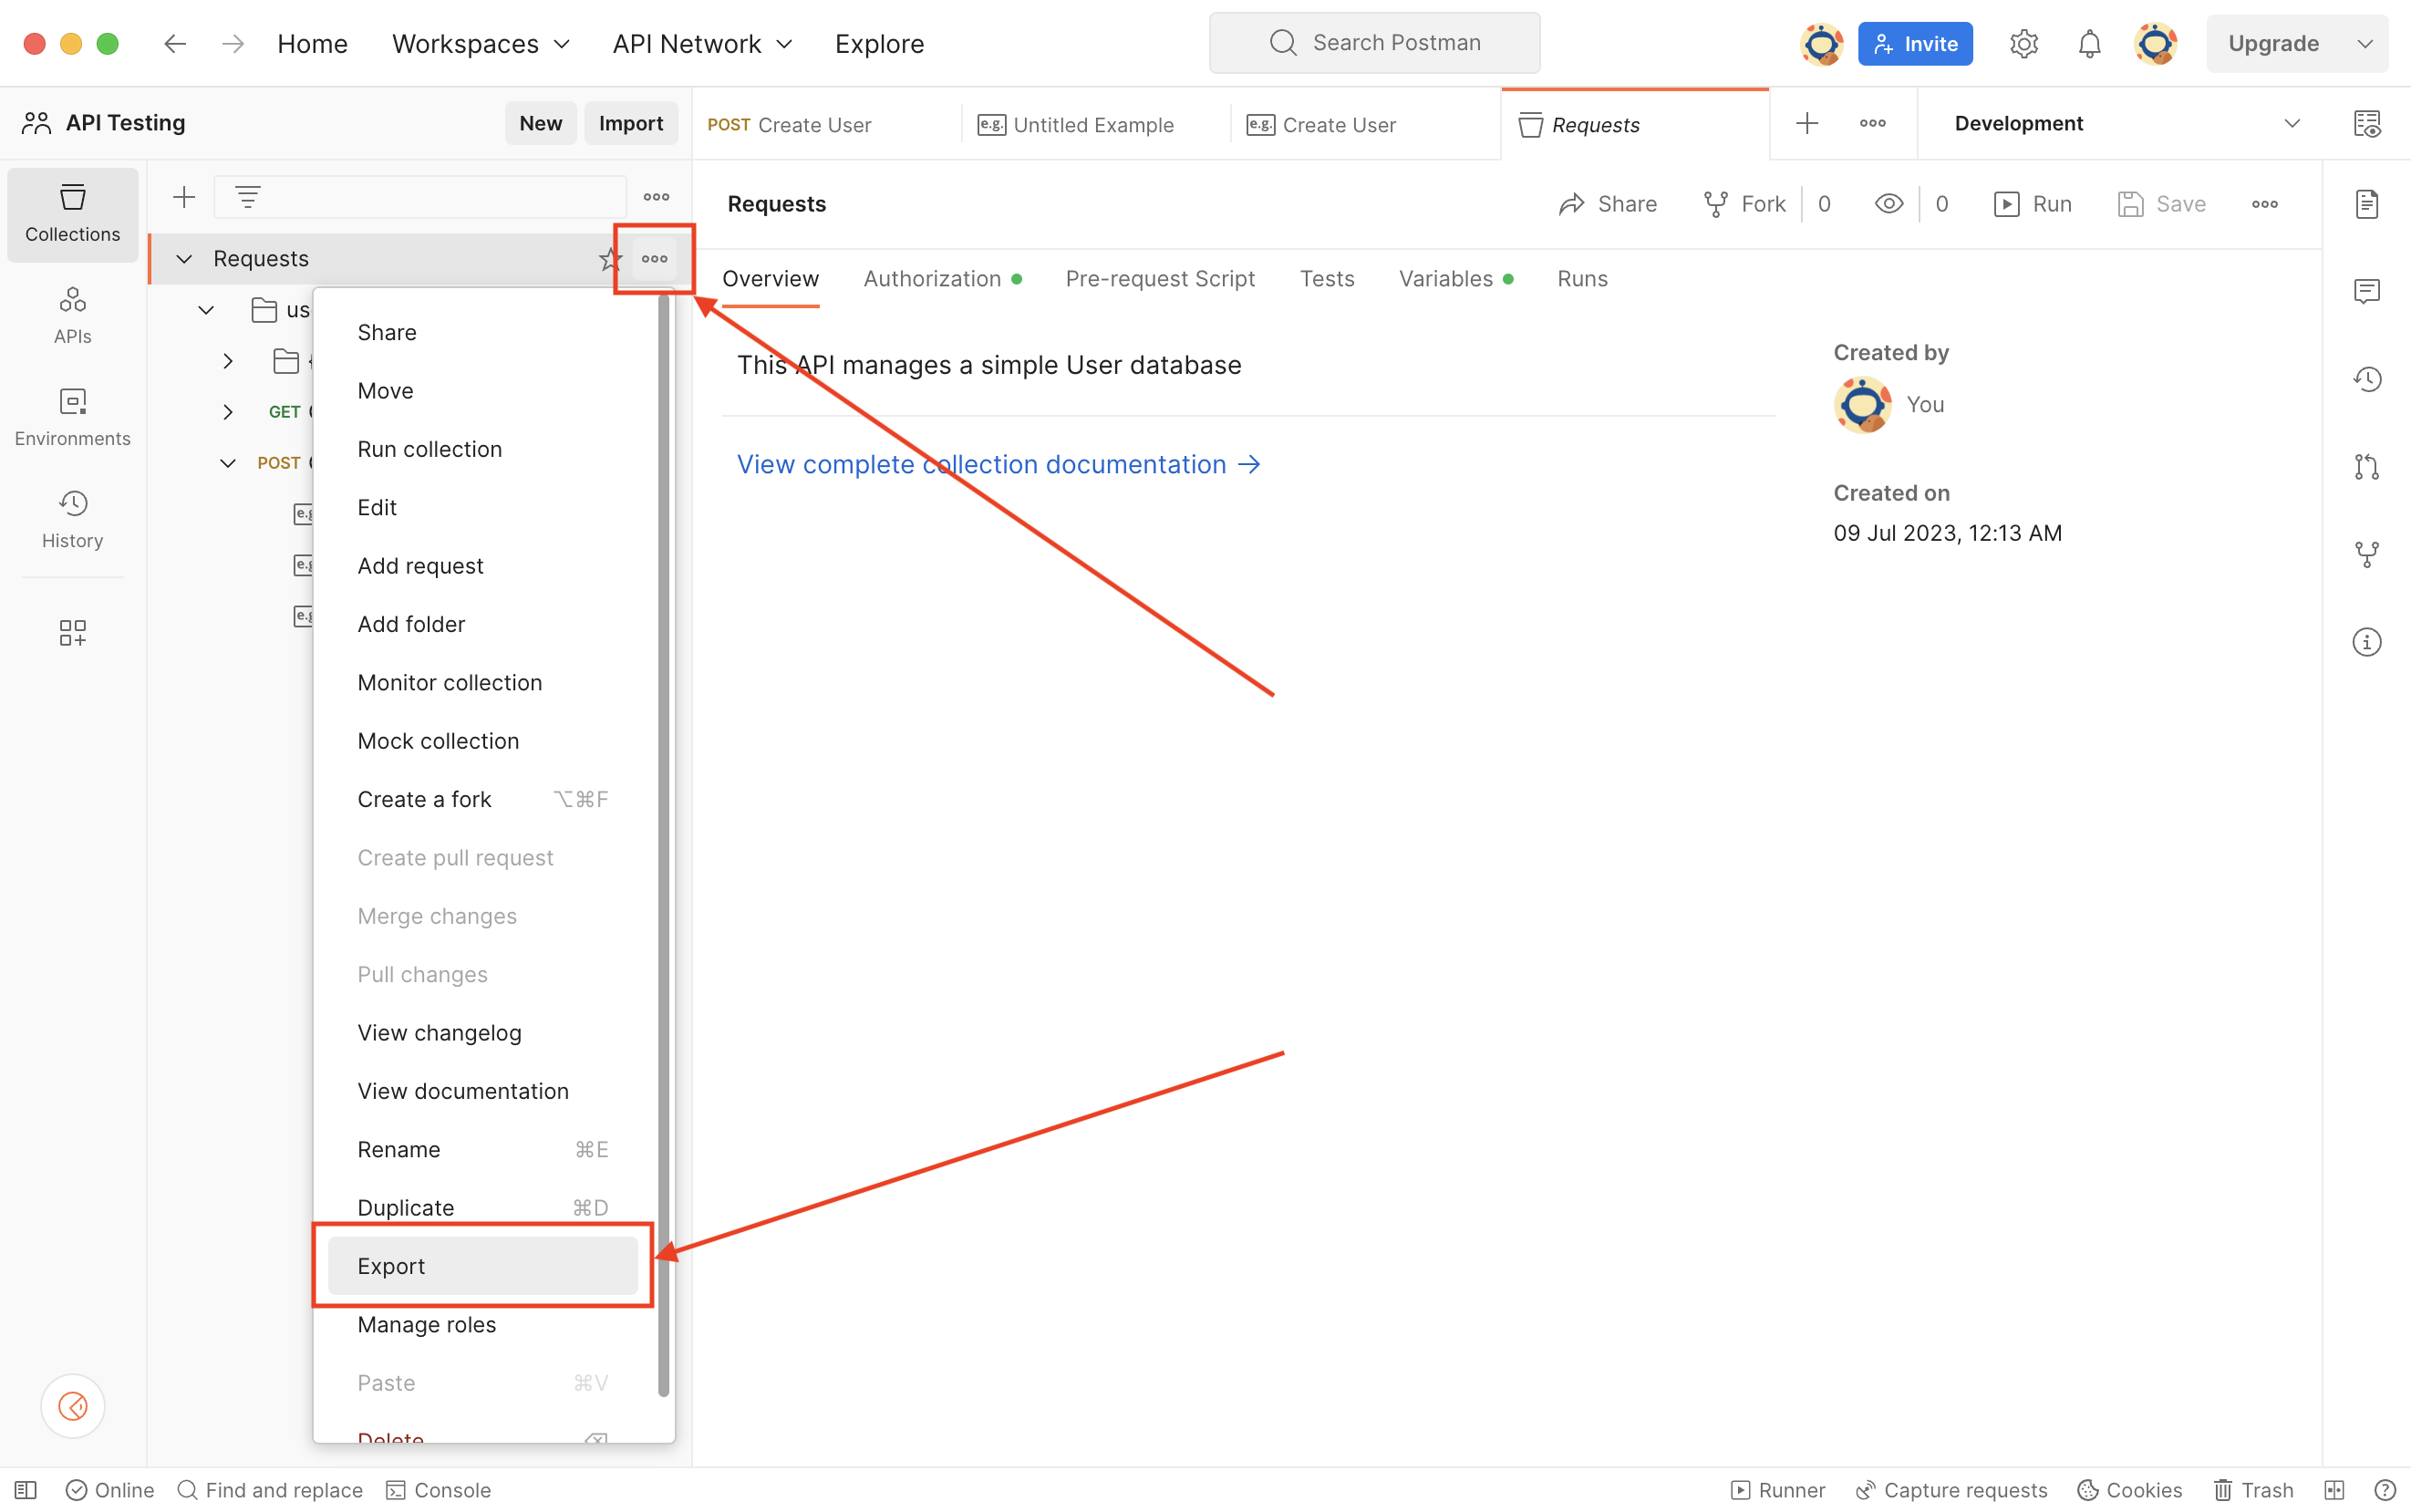 Home Workspaces API Network Explore Search Postman Invite Upgrade
API Testing New Import POST Create User e.g. Untitled Example e.g. Create User Requests Development
Collections
APIs
Environments
History
Requests
us
GET
POST
Share
Move
Run collection
Edit
Add request
Add folder
Monitor collection
Mock collection
Create a fork ⌥⌘F
Create pull request
Merge changes
Pull changes
View changelog
View documentation
Rename ⌘E
Duplicate ⌘D
Export
Manage roles
Paste ⌘V
Delete
Requests Share Fork 0 0 Run Save
Overview Authorization Pre-request Script Tests Variables Runs
This API manages a simple User database
View complete collection documentation →
Created by
You
Created on
09 Jul 2023, 12:13 AM
Online Find and replace Console Runner Capture requests Cookies Trash